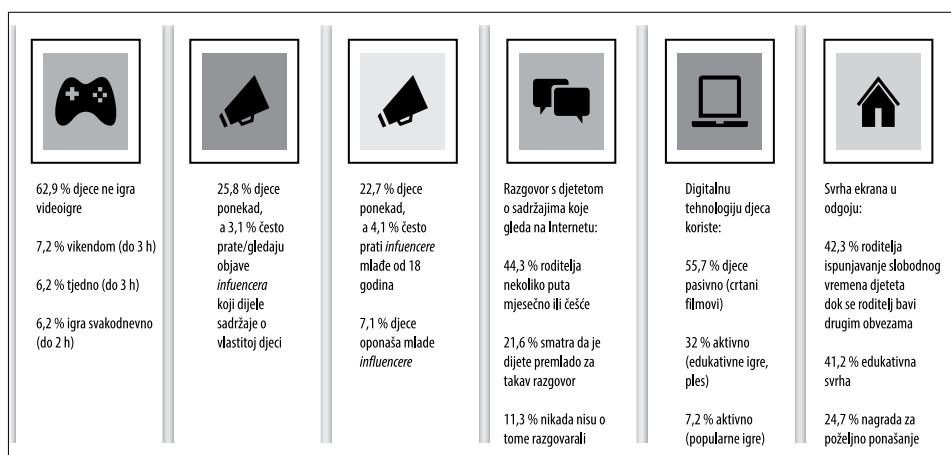 62,9 % djece ne igra
videoigre
7,2 % vikendom (do 3 h)
6,2 % tjedno (do 3 h)
6,2 % igra svakodnevno
(do 2 h)
25,8 % djece
ponekad,
a 3,1 % često
prate/gledaju
objave
infuencera
koji dijele
sadržaje o
vlastitoj djeci
22,7 % djece
ponekad,
a 4,1 % često
prati infuencere
mlađe od 18
godina
7,1 % djece
oponaša mlade
influencere
Razgovor s djetetom
o sadržajima koje
gleda na Internetu:
44,3 % roditelja
nekoliko puta
mjesečno ili češće
21,6 % smatra da je
dijete premlado za
takav razgovor
11,3 % nikada nisu o
tome razgovarali
Digitalnu
tehnologiju djeca
koriste:
55,7 % djece
pasivno (crtani
filmovi)
32 % aktivno
(edukativne igre,
ples)
7,2 % aktivno
(popularne igre)
Svrha ekrana u
odgoju:
42,3 % roditelja
ispunjavanje slobodnog
vremena djeteta
dok se roditelj bavi
drugim obvezama
41,2 % edukativna
svrha
24,7 % nagrada za
poželjno ponašanje